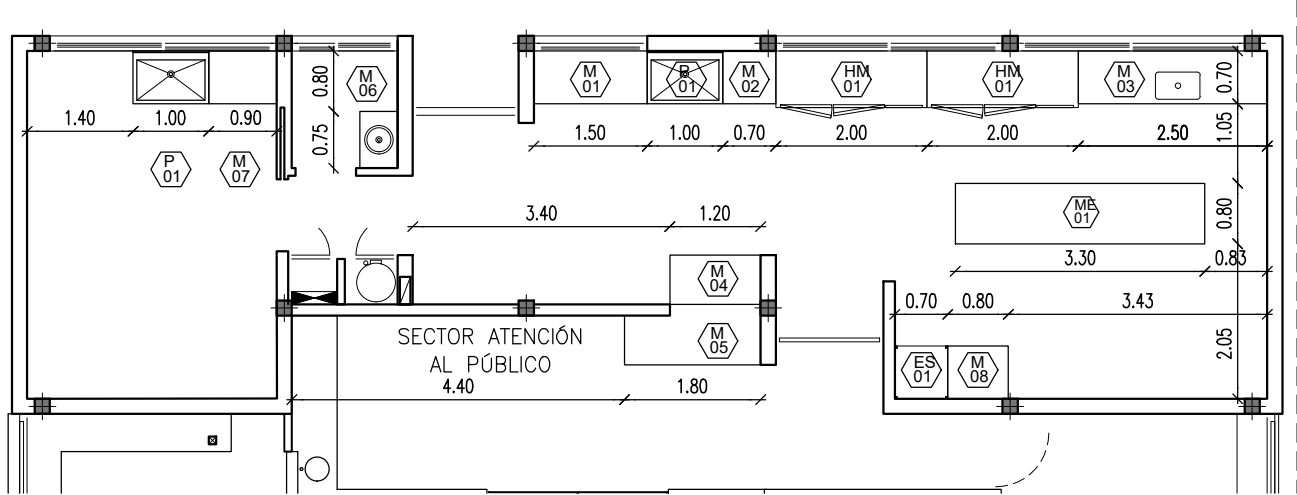 M
01
P
01
M
02
HM
01
HM
01
M
03
M
06
0.80
0.75
0.70
1.05
1.40
1.00
0.90
1.50
1.00
0.70
2.00
2.00
2.50
P
01
M
07
3.40
1.20
ME
01
0.80
3.30
0.83
M
04
0.70
0.80
3.43
SECTOR ATENCIÓN
AL PÚBLICO
M
05
2.05
ES
01
M
08
4.40
1.80